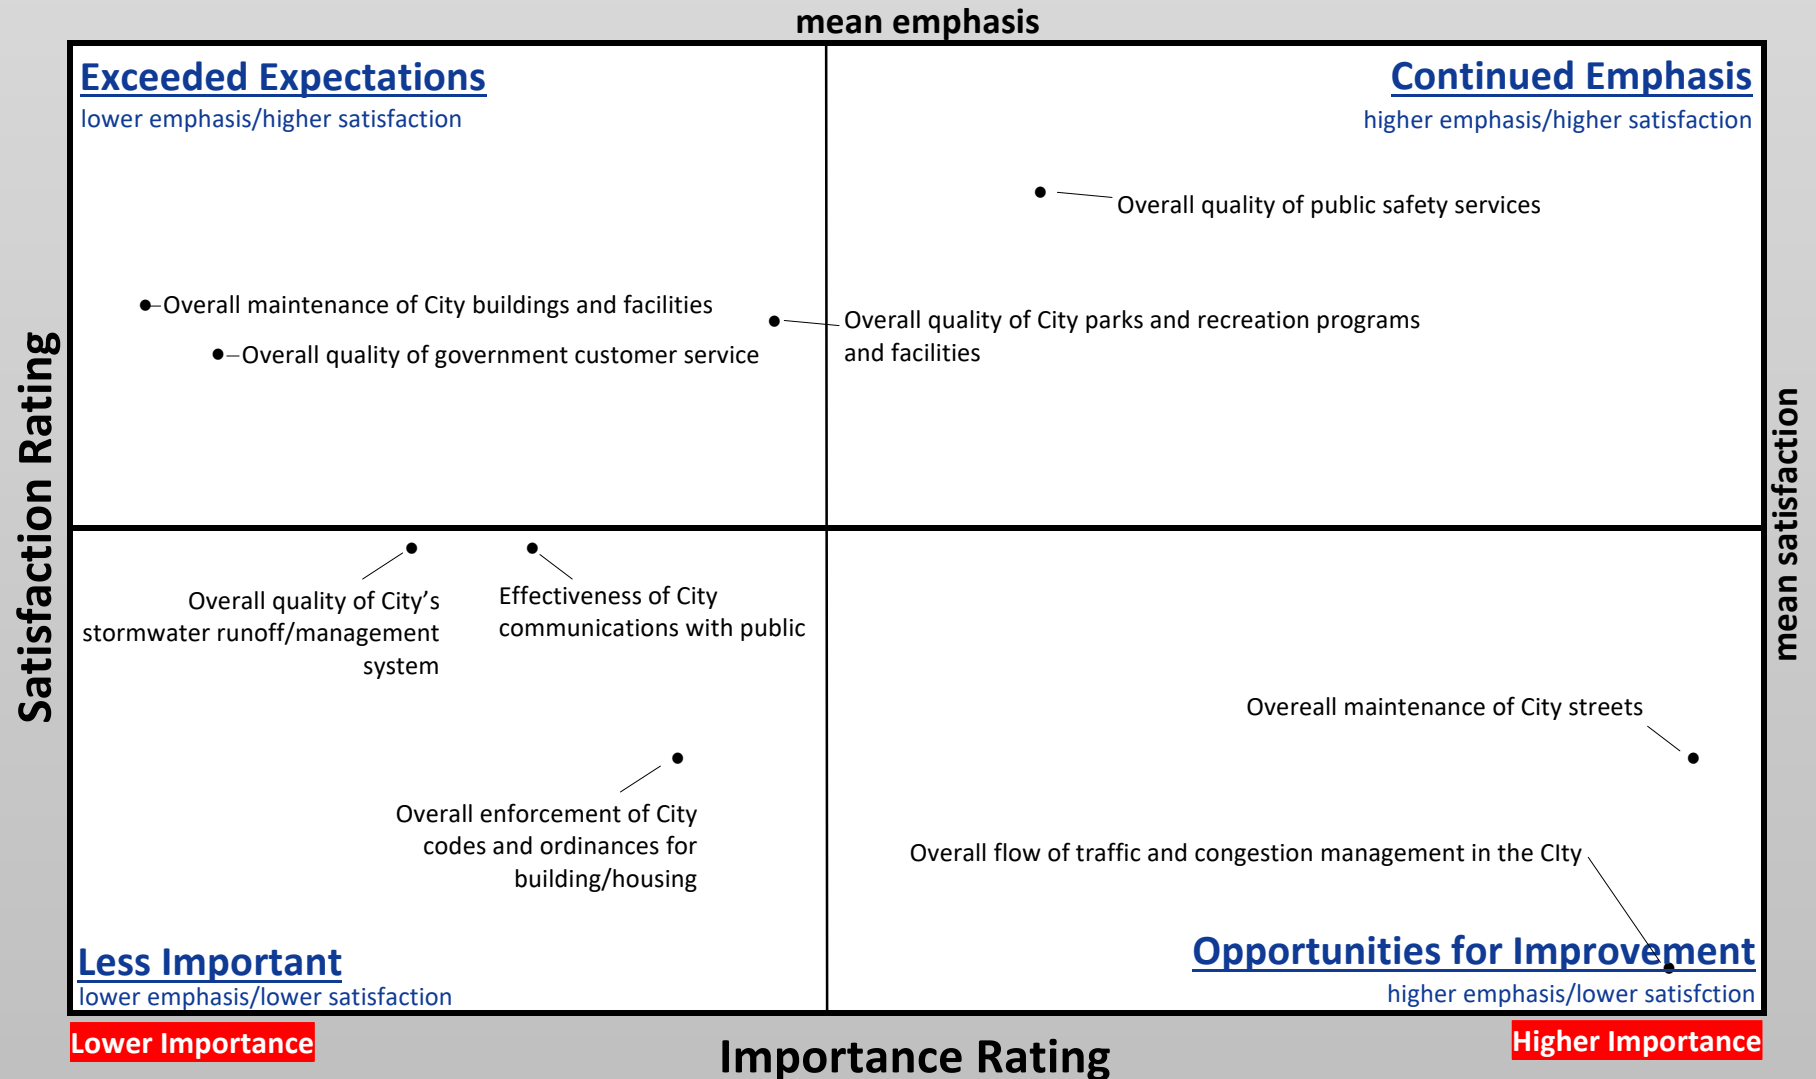 mean emphasis
Exceeded Expectations
lower emphasis/higher satisfaction
Continued Emphasis
higher emphasis/higher satisfaction
Overall quality of public safety services
Overall maintenance of City buildings and facilities
Overall quality of government customer service
Overall quality of City parks and recreation programs
and facilities
Satisfaction Rating
mean satisfaction
Overall quality of City’s
stormwater runoff/management
system
Effectiveness of City
communications with public
Overeall maintenance of City streets
Overall enforcement of City
codes and ordinances for
building/housing
Overall flow of traffic and congestion management in the CIty
Less Important
lower emphasis/lower satisfaction
Opportunities for Improvement
higher emphasis/lower satisfction
Lower Importance
Importance Rating
Higher Importance